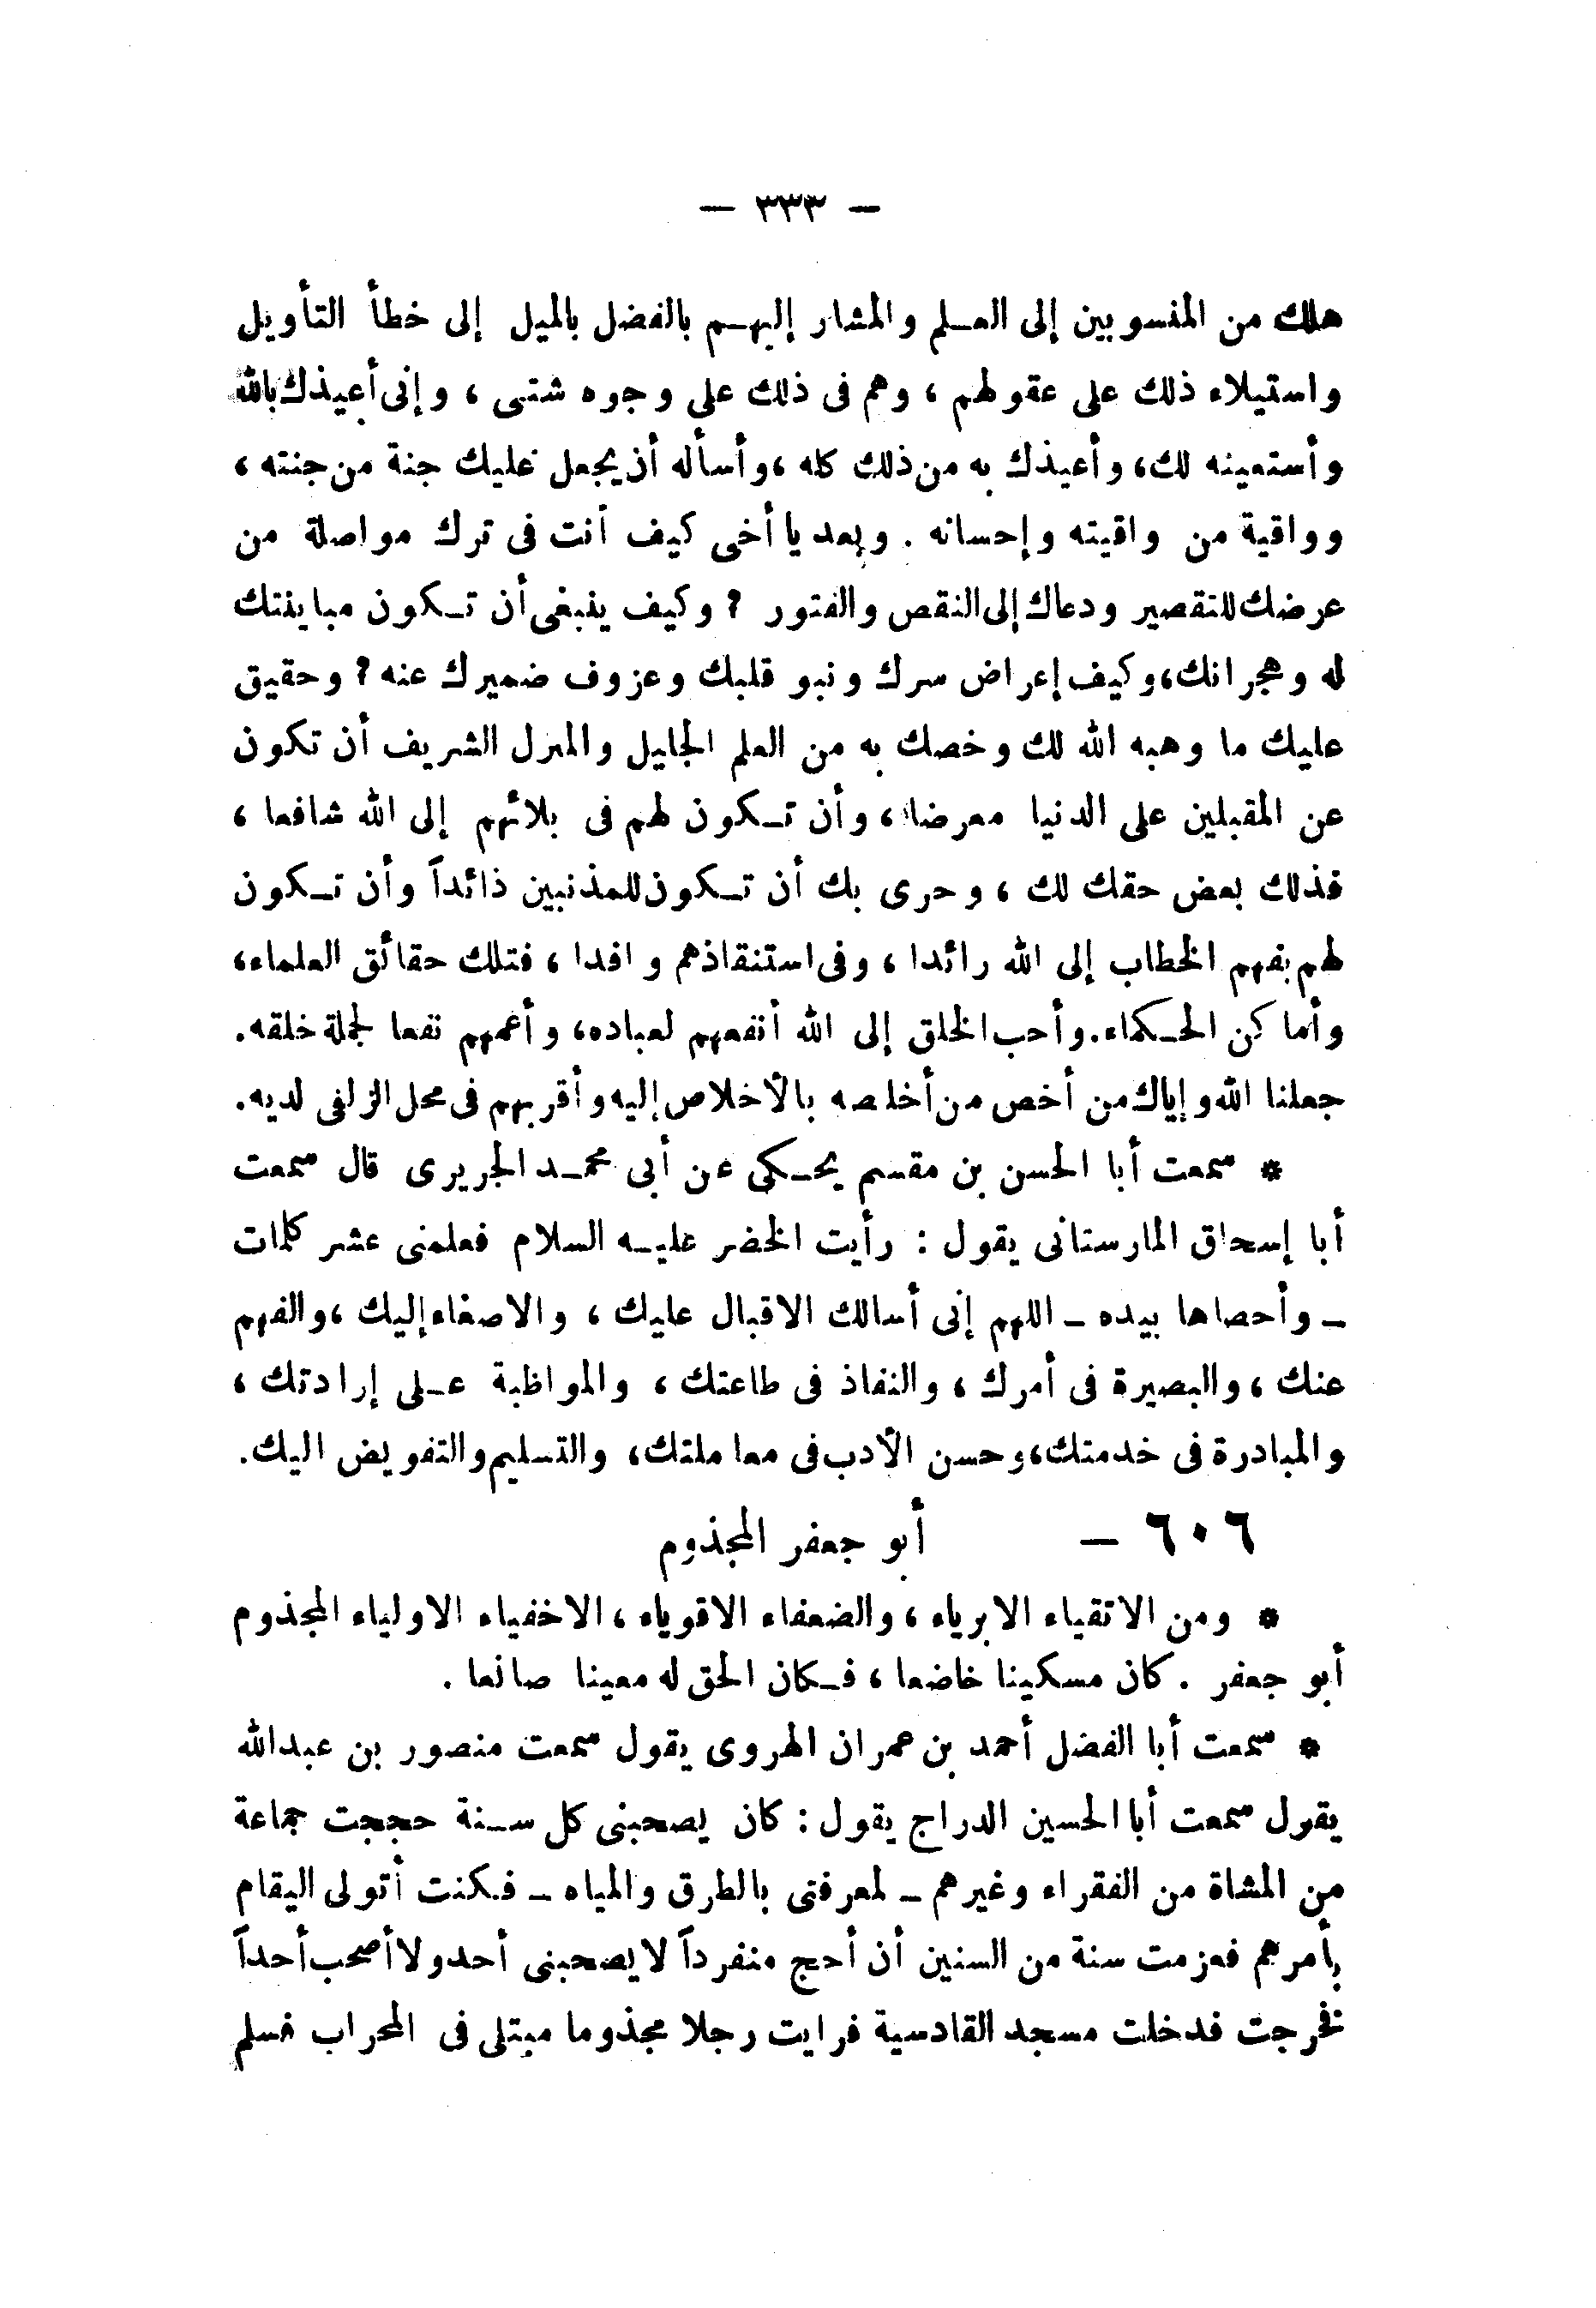 — ٣٣٣ —
هلك من المنسوبين إلى العلم والمشار إليهم بالفضل بالميل إلى خطأ التأويل
واستيلاء ذلك على عقولهم ، وهم فى ذلك على وجوه شتى ، وإنى أعيذك بالله
وأستعينه لك، وأعيذك به من ذلك كله ، وأسأله أن يجعل عليك جنة من جنته ،
وواقية من واقيته وإحسانه . وبعد يا أخى كيف أنت فى ترك مواصلة من
عرضك للتقصير ودعاك إلى النقص والفتور ? وكيف ينبغى أن تكون مباينتك
له وهجرانك، وكيف إعراض سرك ونبو قلبك وعزوف ضميرك عنه ? وحقيق
عليك ما وهبه الله لك وخصك به من العلم الجليل والمنزل الشريف أن تكون
عن المقبلين على الدنيا معرضا ، وأن تكون لهم فى بلائهم إلى الله شافعا ،
فذلك بعض حقك لك ، وحرى بك أن تكون للمذنبين ذائداً وأن تكون
لهم بفهم الخطاب إلى الله رائدا ، وفى استنقاذهم وافدا ، فتلك حقائق العلماء،
وأما كن الحكماء. وأحب الخلق إلى الله أنفعهم لعباده، وأعمهم نفعا لجملة خلقه.
جعلنا الله وإياك من أخص من أخلصه بالأخلاص إليه وأقربهم فى محل الزلفى لديه.
* سمعت أبا الحسن بن مقسم يحكى عن أبى محمد الجريرى قال سمعت
أبا إسحاق المارستانى يقول : رأيت الخضر عليه السلام فعلمنى عشر كلمات
ـ وأحصاها بيده ـ اللهم إنى أسالك الاقبال عليك ، والاصغاء إليك ، والفهم
عنك ، والبصيرة فى أمرك ، والنفاذ فى طاعتك ، والمواظبة على إرادتك ،
والمبادرة فى خدمتك، وحسن الأدب فى معاملتك، والتسليم والتفويض اليك.
٦٠٦ — أبو جعفر المجذوم
* ومن الاتقياء الابرياء ، والضعفاء الاقوياء ، الاخفياء الاولياء المجذوم
أبو جعفر . كان مسكينا خاضعا ، فكان الحق له معينا صانعا .
* سمعت أبا الفضل أحمد بن عمران الهروى يقول سمعت منصور بن عبدالله
يقول سمعت أبا الحسين الدراج يقول : كان يصحبنى كل سنة حججت جماعة
من المشاة من الفقراء وغيرهم ـ لمعرفتى بالطرق والمياه ـ فكنت أتولى اليقام
بأمرهم فعزمت سنة من السنين أن أحج منفرداً لا يصحبنى أحد ولا أصحب أحداً
فخرجت فدخلت مسجد القادسية فرايت رجلا مجذوما مبتلى فى المحراب فسلم